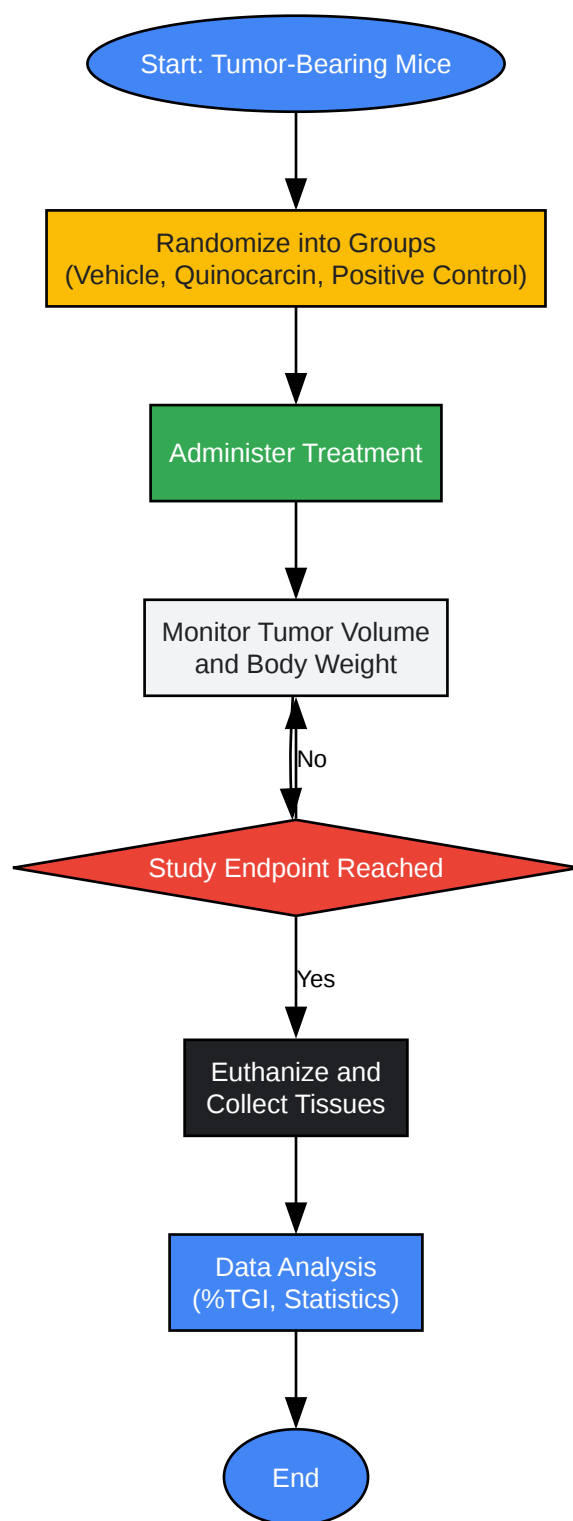 Start: Tumor-Bearing Mice
Randomize into Groups
(Vehicle, Quinocarcin, Positive Control)
Administer Treatment
Monitor Tumor Volume
and Body Weight
No
Study Endpoint Reached
Yes
Euthanize and
Collect Tissues
Data Analysis
(%TGI, Statistics)
End